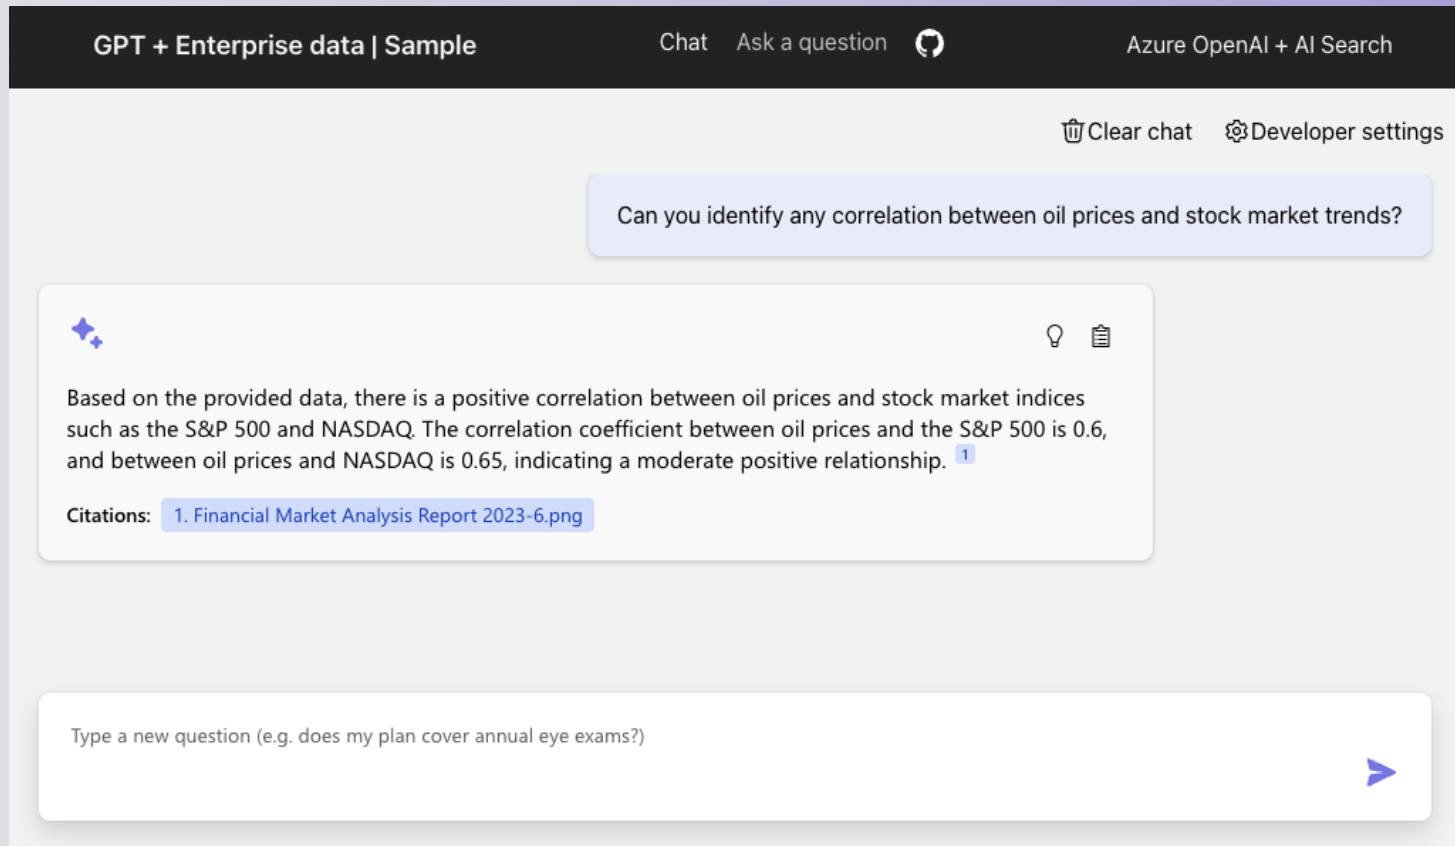 GPT + Enterprise data | Sample
Chat
Ask a question
Azure OpenAI + AI Search
Clear chat
Developer settings
Can you identify any correlation between oil prices and stock market trends?
Based on the provided data, there is a positive correlation between oil prices and stock market indices
such as the S&P 500 and NASDAQ. The correlation coefficient between oil prices and the S&P 500 is 0.6,
and between oil prices and NASDAQ is 0.65, indicating a moderate positive relationship. 1
Citations: 1. Financial Market Analysis Report 2023-6.png
Type a new question (e.g. does my plan cover annual eye exams?)